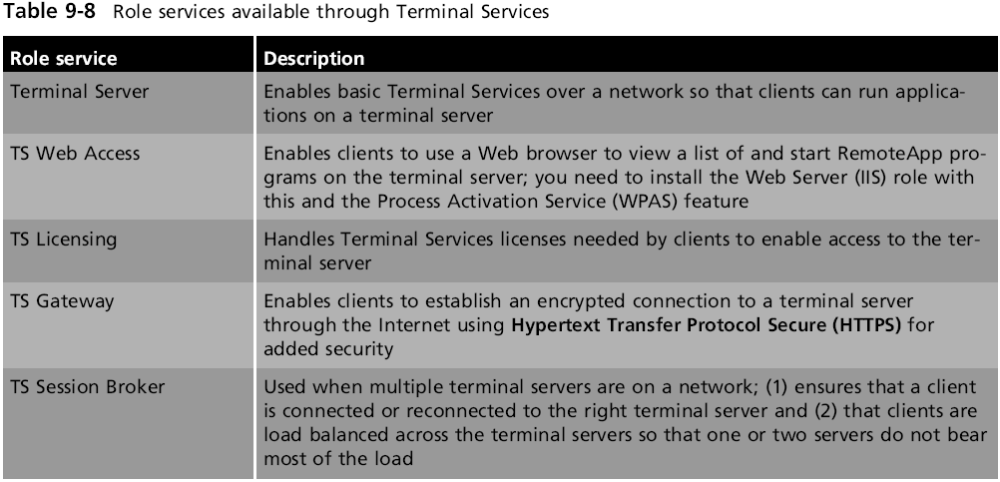 Table 9-8 Role services available through Terminal Services
Role service Description
Terminal Server Enables basic Terminal Services over a network so that clients can run applica-
tions on a terminal server
TS Web Access Enables clients to use a Web browser to view a list of and start RemoteApp pro-
grams on the terminal server; you need to install the Web Server (IIS) role with
this and the Process Activation Service (WPAS) feature
TS Licensing Handles Terminal Services licenses needed by clients to enable access to the ter-
minal server
TS Gateway Enables clients to establish an encrypted connection to a terminal server
through the Internet using Hypertext Transfer Protocol Secure (HTTPS) for
added security
TS Session Broker Used when multiple terminal servers are on a network; (1) ensures that a client
is connected or reconnected to the right terminal server and (2) that clients are
load balanced across the terminal servers so that one or two servers do not bear
most of the load